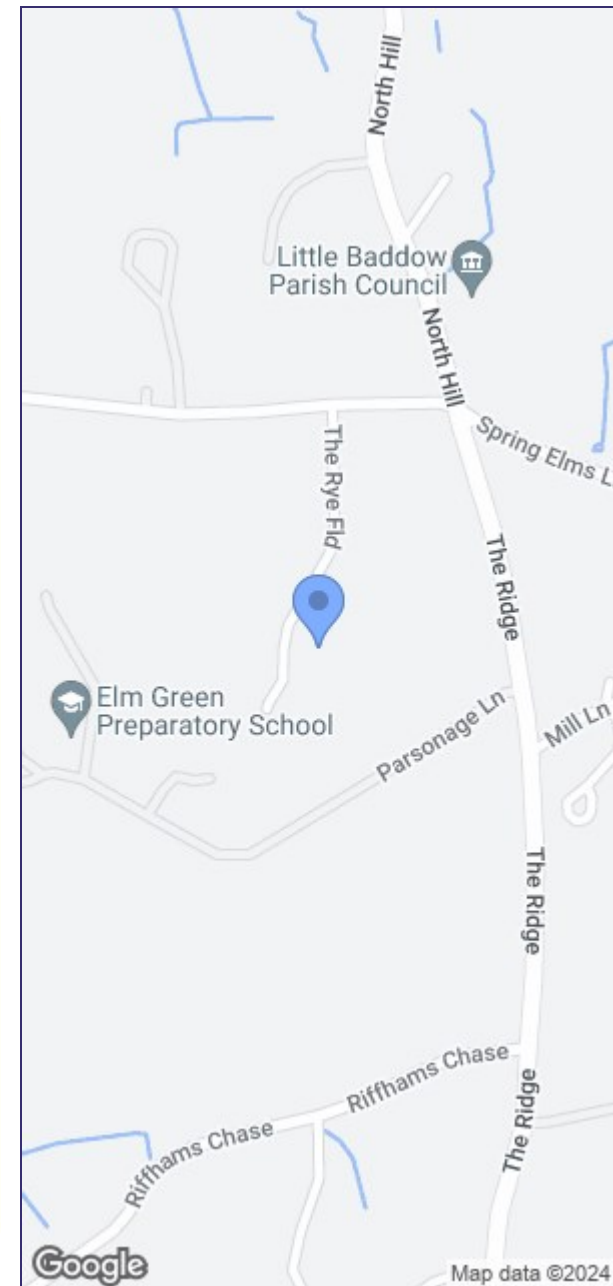 North Hill
Little Baddow
Parish Council
North Hill
Spring Elms L
The Rye Fld
The Ridge
Elm Green
Preparatory School
Parsonage Ln
Mill Ln
The Ridge
Riffhams Chase
Riffhams Chase
The Ridge
Google
Map data ©2024